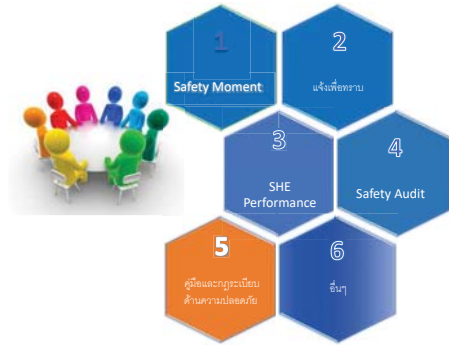 1
Safety Moment
2
แจ้งเพื่อทราบ
3
SHE
Performance
4
Safety Audit
5
คู่มือและกฎระเบียบ
ด้านความปลอดภัย
6
อื่นๆ